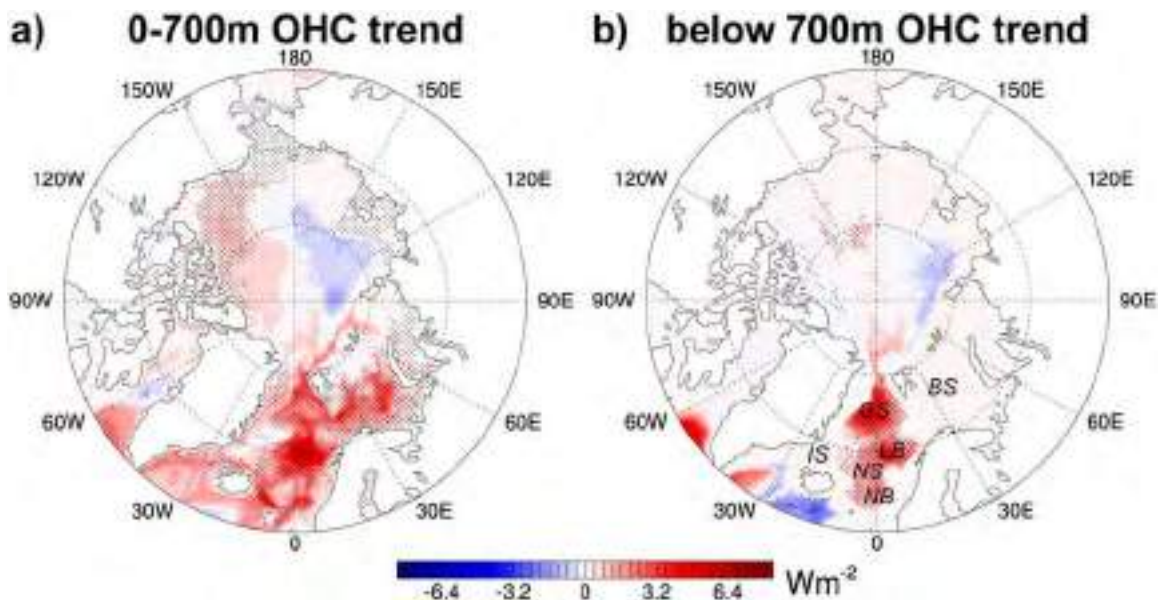 a) 0-700m OHC trend
b) below 700m OHC trend
180
150W
150E
120W
120E
90W
90E
60W
60E
30W
30E
0
180
150W
150E
120W
120E
90W
90E
60W
60E
30W
30E
0
GS
BS
IS
LB
NS
NB
-6.4 -3.2 0 3.2 6.4 Wm-2